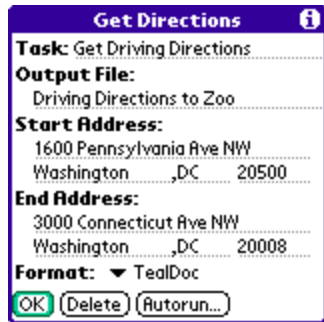 Get Directions i
Task: Get Driving Directions
Output File:
Driving Directions to Zoo
Start Address:
1600 Pennsylvania Ave NW
Washington ,DC 20500
End Address:
3000 Connecticut Ave NW
Washington ,DC 20008
Format: TealDoc
OK Delete Autorun...